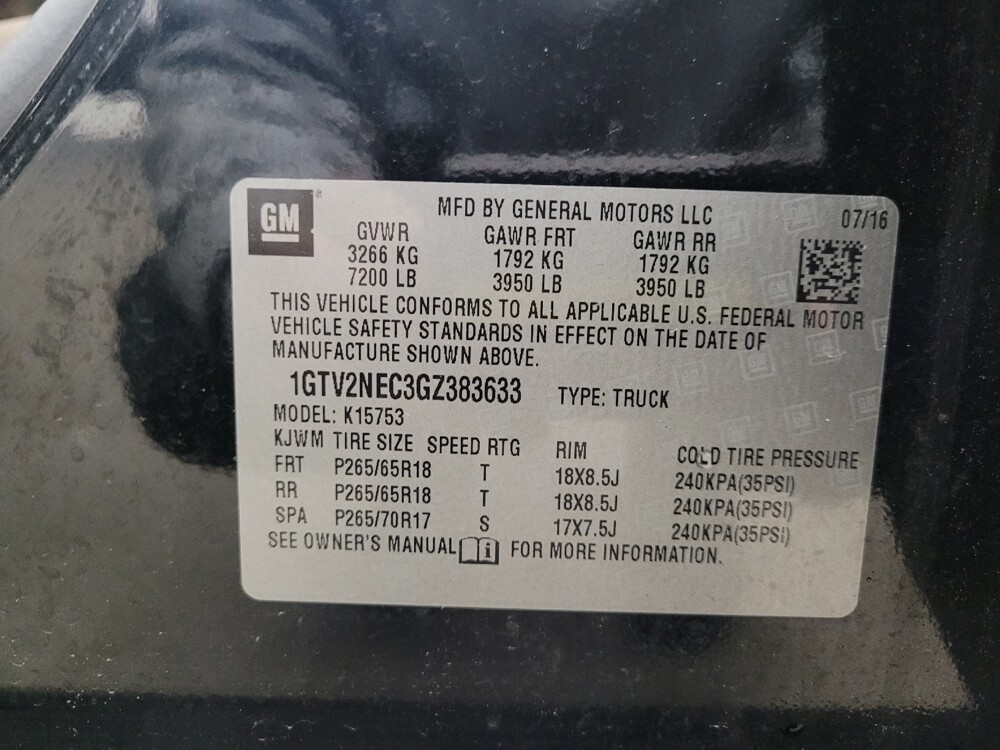 GM
MFD BY GENERAL MOTORS LLC 07/16
GVWR GAWR FRT GAWR RR
3266 KG 1792 KG 1792 KG
7200 LB 3950 LB 3950 LB
THIS VEHICLE CONFORMS TO ALL APPLICABLE U.S. FEDERAL MOTOR
VEHICLE SAFETY STANDARDS IN EFFECT ON THE DATE OF
MANUFACTURE SHOWN ABOVE.
1GTV2NEC3GZ383633 TYPE: TRUCK
MODEL: K15753
KJWM TIRE SIZE SPEED RTG RIM COLD TIRE PRESSURE
FRT P265/65R18 T 18X8.5J 240KPA(35PSI)
RR P265/65R18 T 18X8.5J 240KPA(35PSI)
SPA P265/70R17 S 17X7.5J 240KPA(35PSI)
SEE OWNER'S MANUAL i FOR MORE INFORMATION.